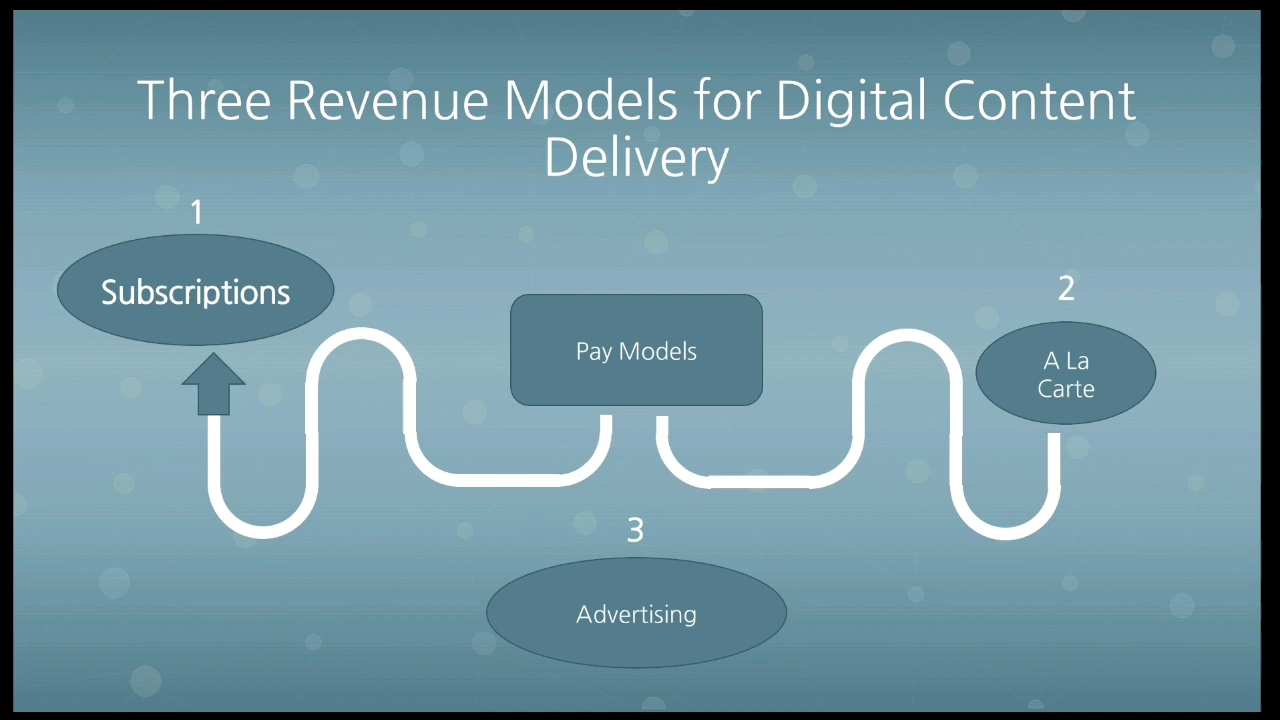 Three Revenue Models for Digital Content
Delivery
1
Subscriptions
2
Pay Models
A La
Carte
3
Advertising